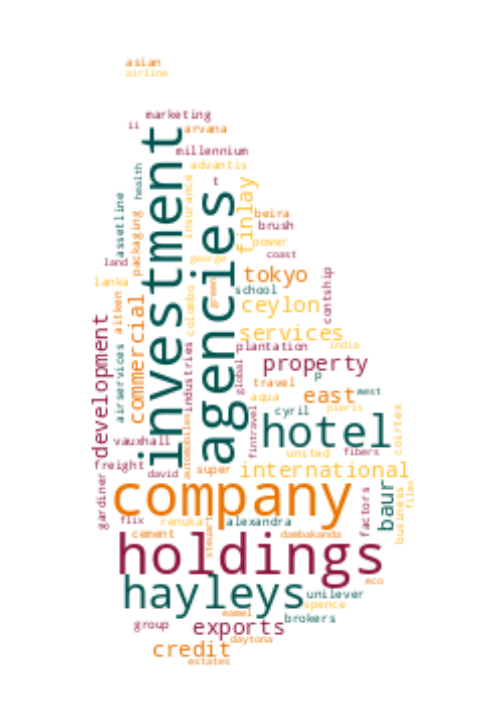 asian
airline
marketing
ii
arvana
investment
millennium
advantis
health
t
insurance
agencies
finlay
assetline
packaging
beira
brush
power
land
george
coast
lanka
tokyo
green
school
contship
aitken
commercial
colombo
ceylon
services
development
airservices
industries
plantation
india
global
property
p
travel
east
west
aqua
pieris
cyril
fintravel
hotel
coirtex
vauxhall
automobiles
united
fibers
freight
david
super
international
gardiner
company
baur
business
files
factors
flix
renuka
alexandra
cement
stewart
dambakanda
holdings
hayleys
eco
unilever
spence
eamel
brokers
group
exports
daytona
credit
estates